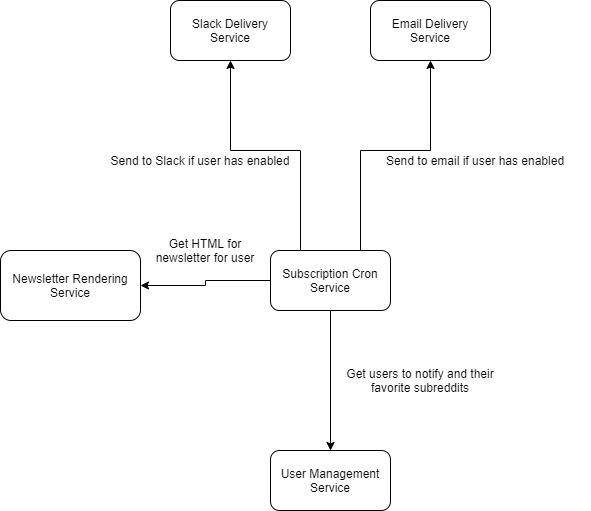 Slack Delivery
Service
Email Delivery
Service
Send to Slack if user has enabled
Send to email if user has enabled
Get HTML for
newsletter for user
Newsletter Rendering
Service
Subscription Cron
Service
Get users to notify and their
favorite subreddits
User Management
Service